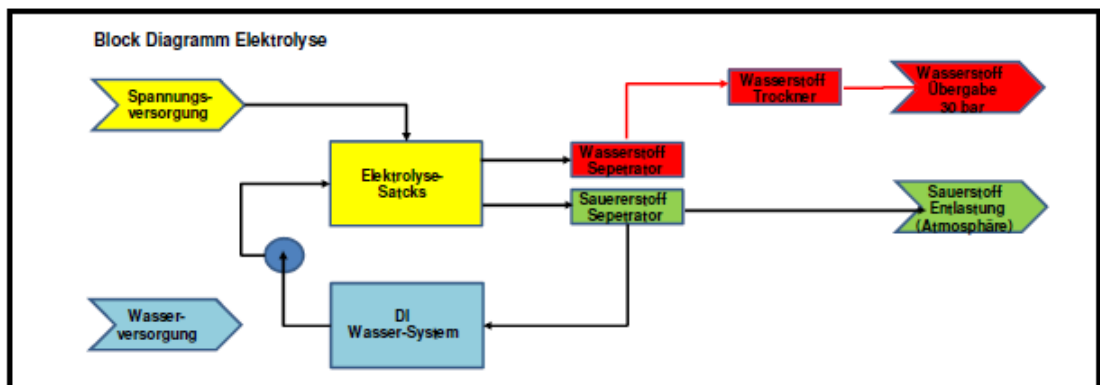 Block Diagramm Elektrolyse
Spannungs-
versorgung
Elektrolyse-
Satcks
Wasserstoff
Trockner
Wasserstoff
Übergabe
30 bar
Wasserstoff
Sepetrator
Sauererstoff
Sepetrator
Sauerstoff
Entlastung
(Atmosphäre)
Wasser-
versorgung
DI
Wasser-System